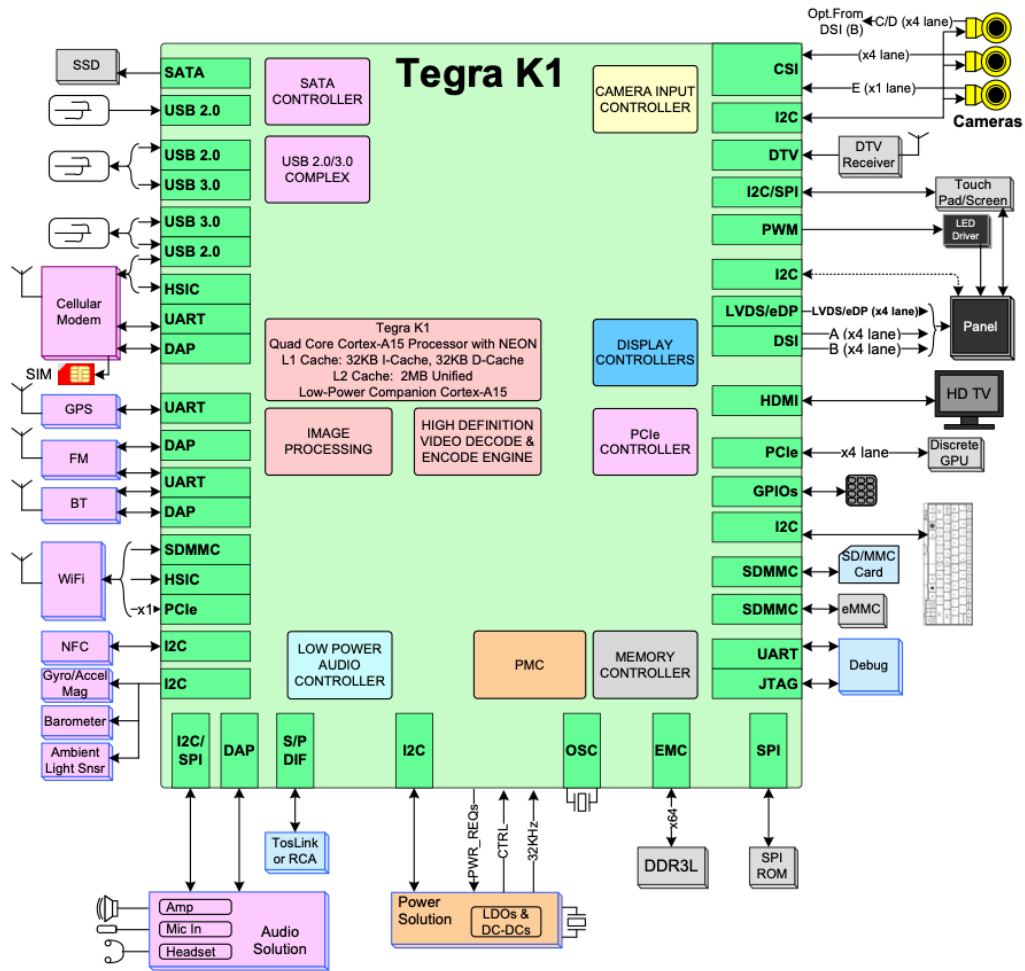 Opt.From
DSI (B)
C/D (x4 lane)
(x4 lane)
E (x1 lane)
Cameras
Tegra K1
SSD
SATA
USB 2.0
USB 2.0
USB 3.0
USB 3.0
USB 2.0
HSIC
UART
DAP
Cellular
Modem
SIM
GPS
UART
FM
DAP
UART
BT
DAP
WiFi
SDMMC
HSIC
x1
PCIe
NFC
I2C
Gyro/Accel
Mag
I2C
Barometer
Ambient
Light Snsr
SATA
CONTROLLER
USB 2.0/3.0
COMPLEX
CAMERA INPUT
CONTROLLER
Tegra K1
Quad Core Cortex-A15 Processor with NEON
L1 Cache: 32KB I-Cache, 32KB D-Cache
L2 Cache: 2MB Unified
Low-Power Companion Cortex-A15
DISPLAY
CONTROLLERS
IMAGE
PROCESSING
HIGH DEFINITION
VIDEO DECODE &
ENCODE ENGINE
PCIe
CONTROLLER
LOW POWER
AUDIO
CONTROLLER
PMC
MEMORY
CONTROLLER
CSI
I2C
DTV
DTV
Receiver
I2C/SPI
Touch
Pad/Screen
PWM
LED
Driver
I2C
LVDS/eDP
LVDS/eDP (x4 lane)
DSI
A (x4 lane)
B (x4 lane)
Panel
HDMI
HD TV
PCIe
x4 lane
Discrete
GPU
GPIOs
I2C
SDMMC
SD/MMC
Card
SDMMC
eMMC
UART
JTAG
Debug
I2C/
SPI
DAP
S/P
DIF
I2C
OSC
EMC
SPI
TosLink
or RCA
PWR_REQs
CTRL
32KHz
x64
DDR3L
SPI
ROM
Amp
Mic In
Headset
Audio
Solution
Power
Solution
LDOs &
DC-DCs